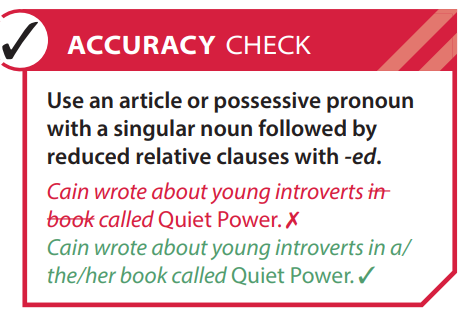 ACCURACY CHECK
Use an article or possessive pronoun
with a singular noun followed by
reduced relative clauses with -ed.
Cain wrote about young introverts in
book called Quiet Power. ✗
Cain wrote about young introverts in a/
the/her book called Quiet Power. ✓